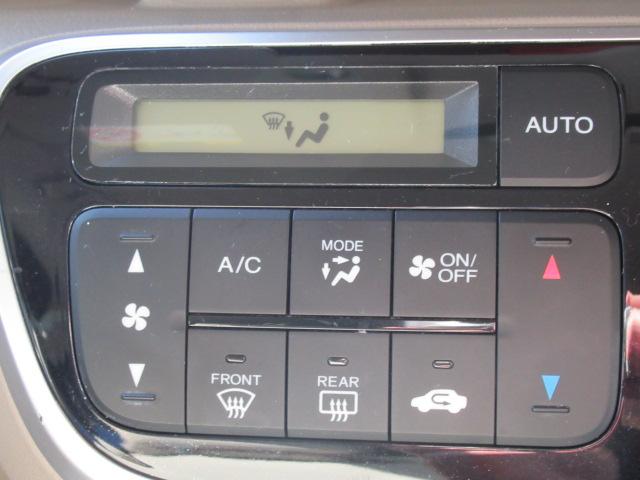 AUTO
A/C
MODE
ON/
OFF
FRONT
REAR